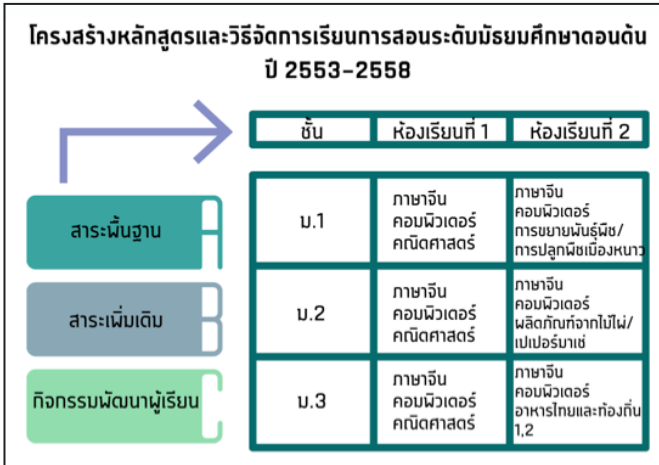 โครงสร้างหลักสูตรและวิธีจัดการเรียนการสอนระดับมัธยมศึกษาตอนต้น
ปี 2553-2558
ชั้น
ห้องเรียนที่ 1
ห้องเรียนที่ 2
สาระพื้นฐาน
สาระเพิ่มเติม
กิจกรรมพัฒนาผู้เรียน
ม.1
ภาษาจีน
คอมพิวเตอร์
คณิตศาสตร์
ภาษาจีน
คอมพิวเตอร์
การขยายพันธุ์พืช/
การปลูกพืชเมืองหนาว
ม.2
ภาษาจีน
คอมพิวเตอร์
คณิตศาสตร์
ภาษาจีน
คอมพิวเตอร์
ผลิตภัณฑ์จากไม้ไผ่/
เปเปอร์มาเช่
ม.3
ภาษาจีน
คอมพิวเตอร์
คณิตศาสตร์
ภาษาจีน
คอมพิวเตอร์
อาหารไทยและท้องถิ่น
1,2